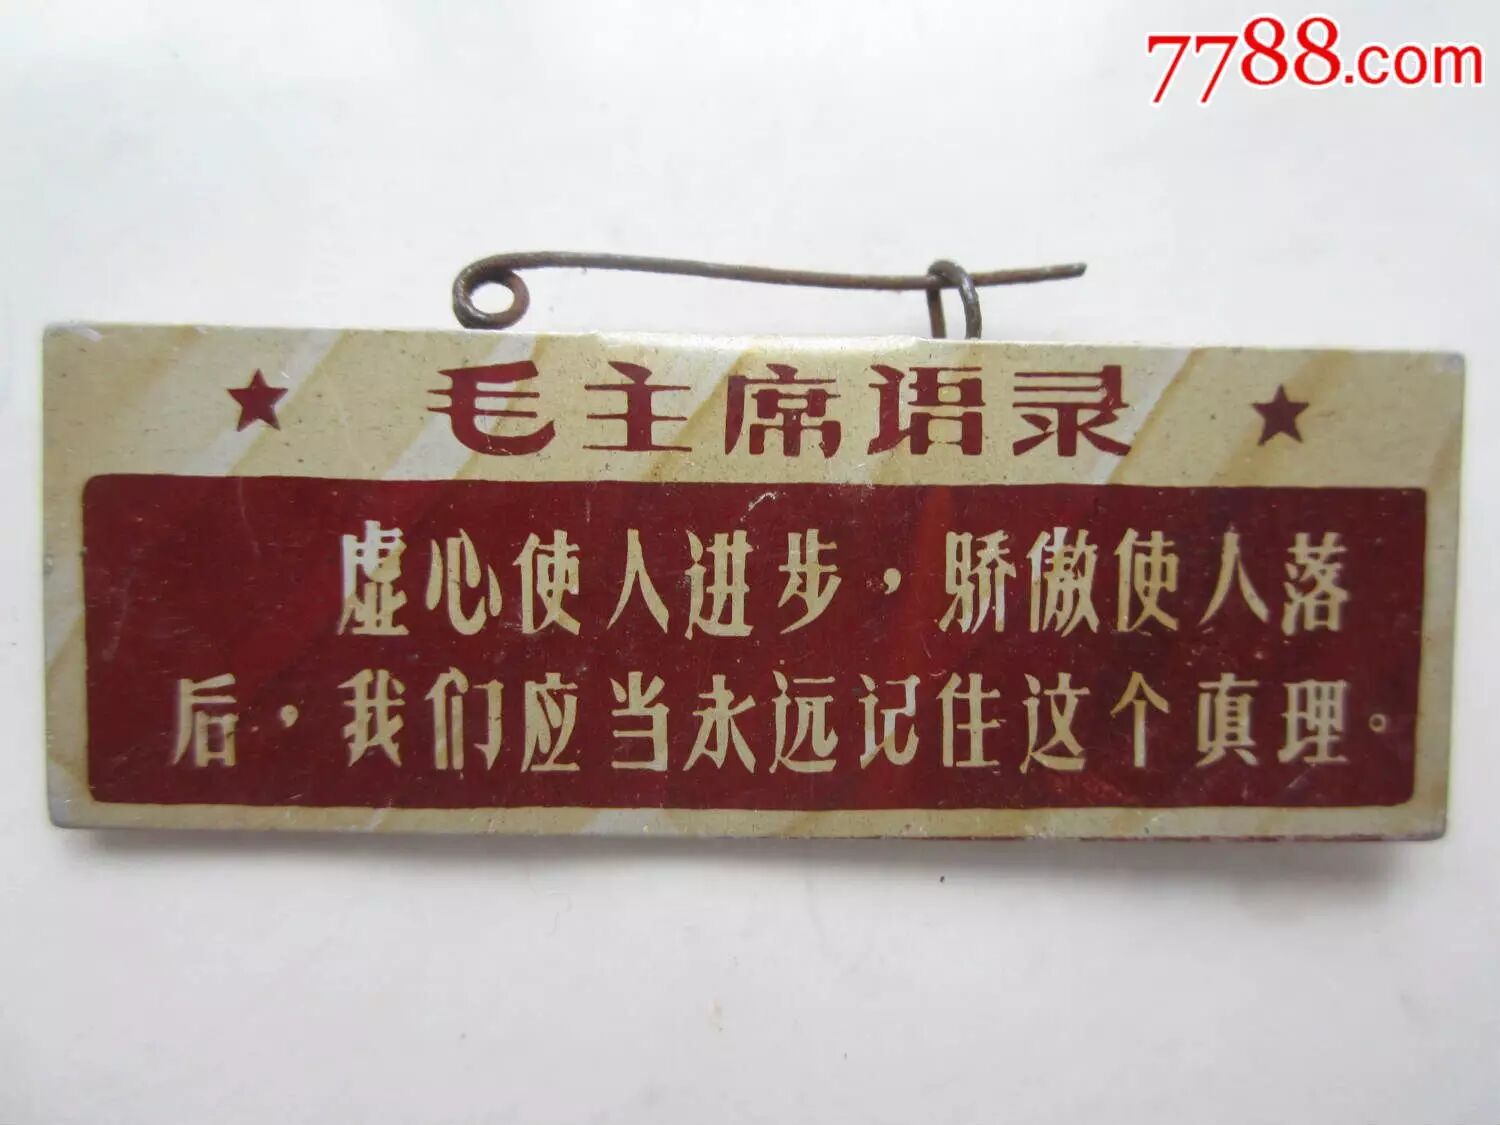 7788.com
★ 毛主席语录 ★
虚心使人进步，骄傲使人落
后，我们应当永远记住这个真理。